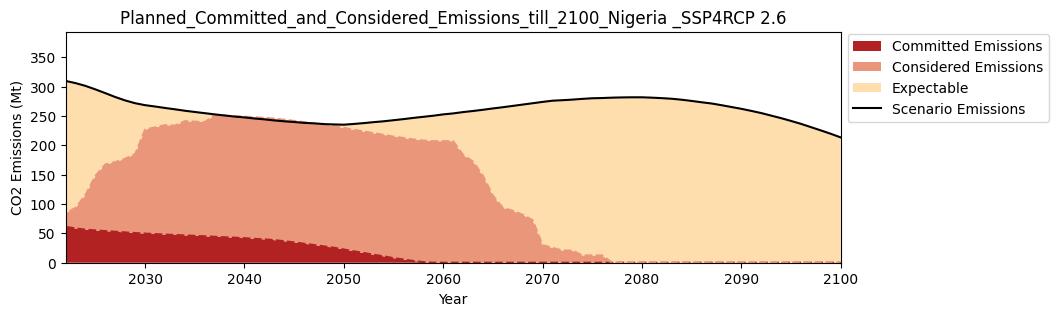 Planned_Committed_and_Considered_Emissions_till_2100_Nigeria _SSP4RCP 2.6
CO2 Emissions (Mt)
350
300
250
200
150
100
50
0
2030 2040 2050 2060 2070 2080 2090 2100
Year
Committed Emissions
Considered Emissions
Expectable
Scenario Emissions